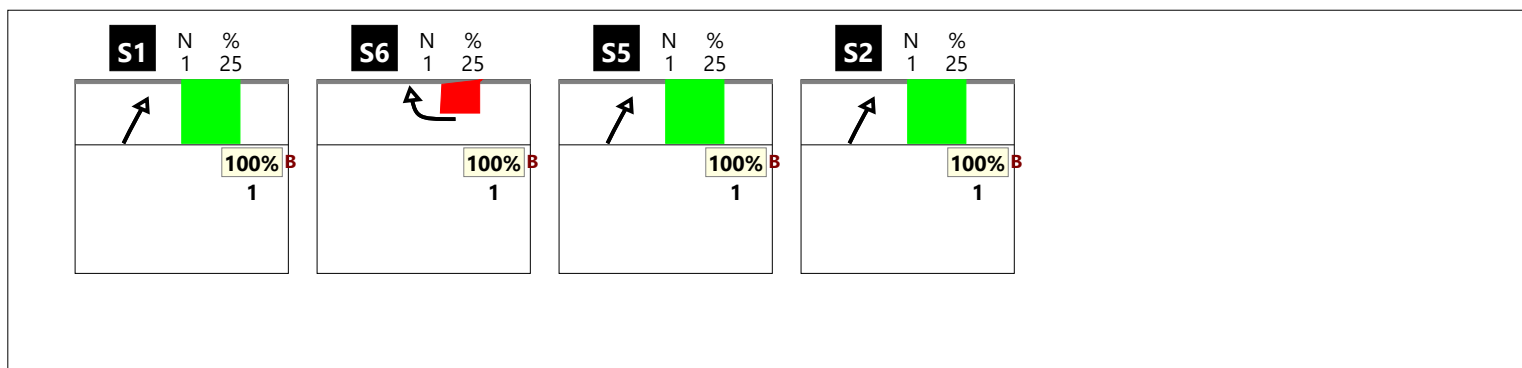 S1 N % S6 N % S5 N % S2 N %
1 25 1 25 1 25 1 25
100% B 100% B 100% B 100% B
1 1 1 1